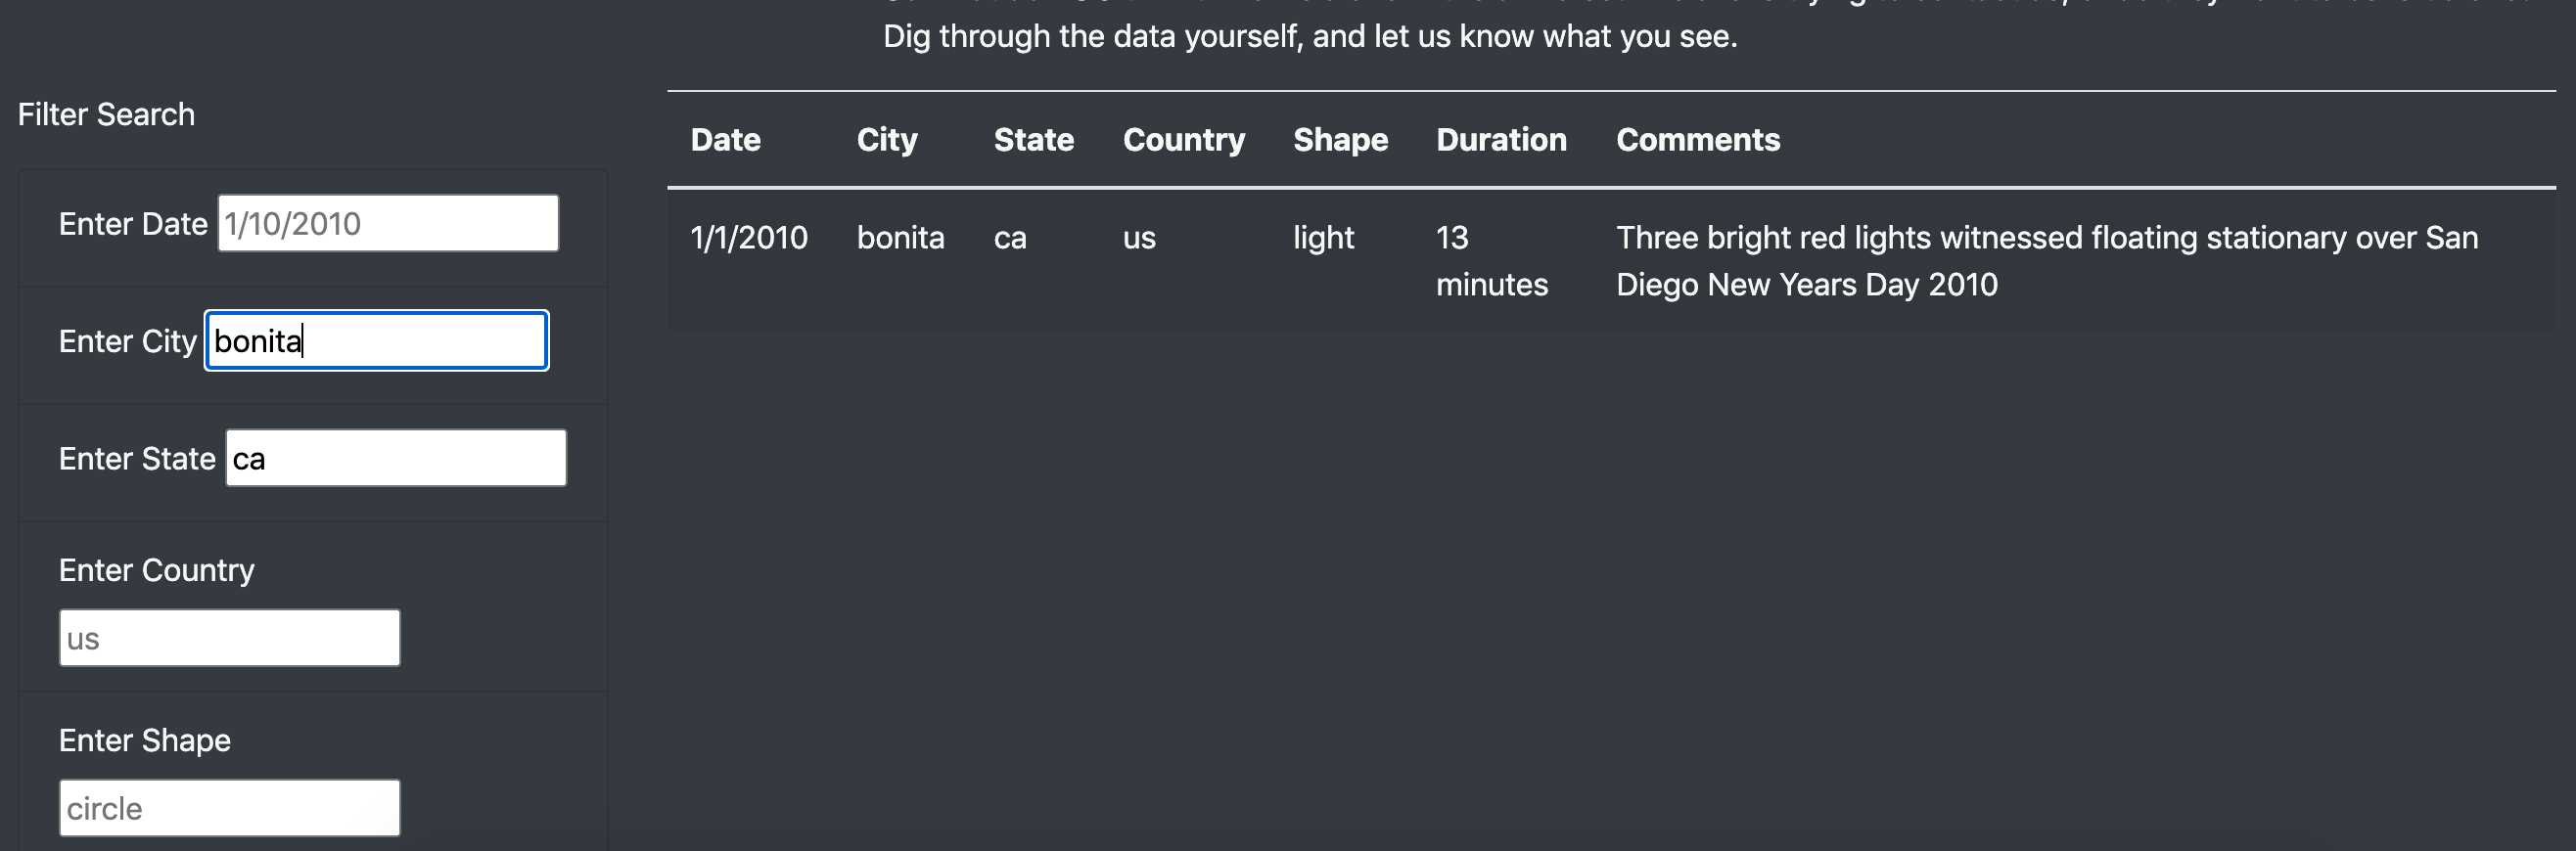 Dig through the data yourself, and let us know what you see.
Filter Search
Enter Date 1/10/2010
Enter City bonita
Enter State ca
Enter Country
us
Enter Shape
circle
Date City State Country Shape Duration Comments
1/1/2010 bonita ca us light 13 minutes Three bright red lights witnessed floating stationary over San
Diego New Years Day 2010